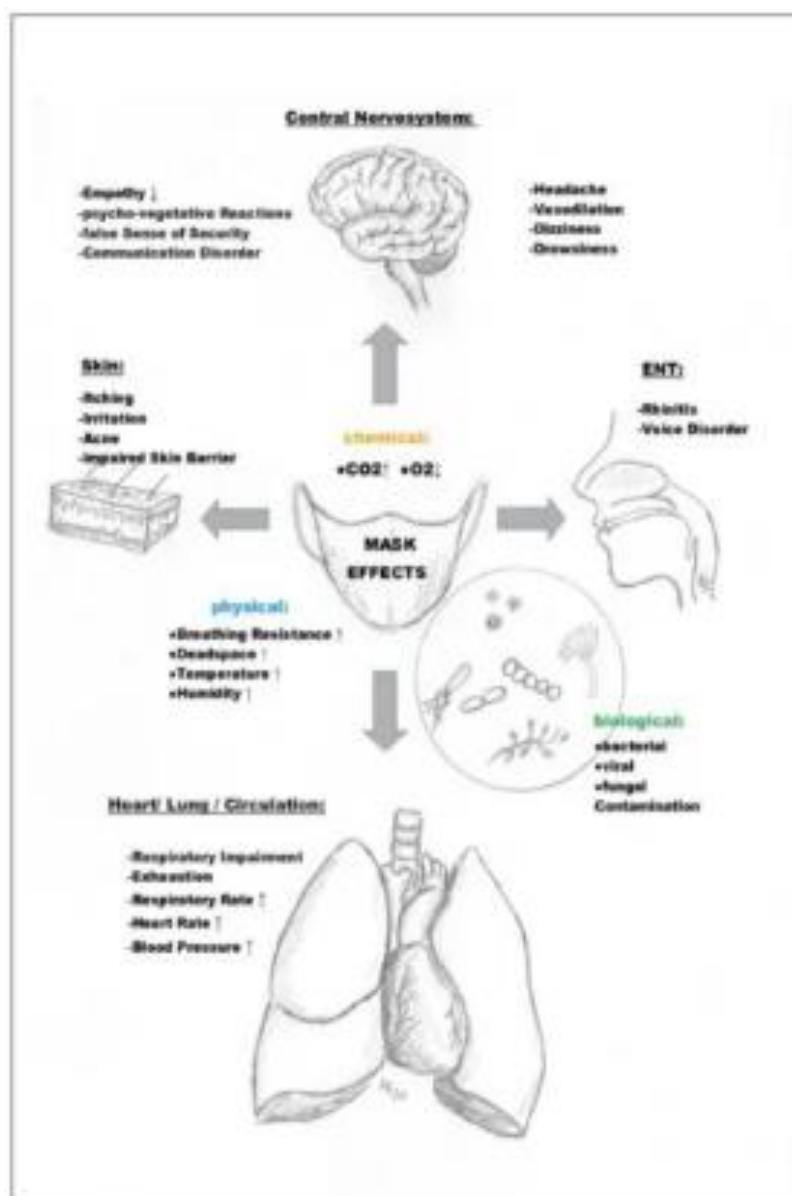 Central Nervesystem:
-Empathy ↓
-psycho-vegetative Reactions
-false Sense of Security
-Communication Disorder
-Headache
-Vasodilation
-Dizziness
-Drowsiness
Skin:
-Itching
-Irritation
-Acne
-Impaired Skin Barrier
ENT:
-Rhinitis
-Voice Disorder
chemical:
•CO2↑ •O2↓
MASK
EFFECTS
physical:
•Breathing Resistance ↑
•Deadspace ↑
•Temperature ↑
•Humidity ↑
biological:
•bacterial
•viral
•fungal
Contamination
Heart/ Lung / Circulation:
-Respiratory Impairment
-Exhaustion
-Respiratory Rate ↑
-Heart Rate ↑
-Blood Pressure ↑